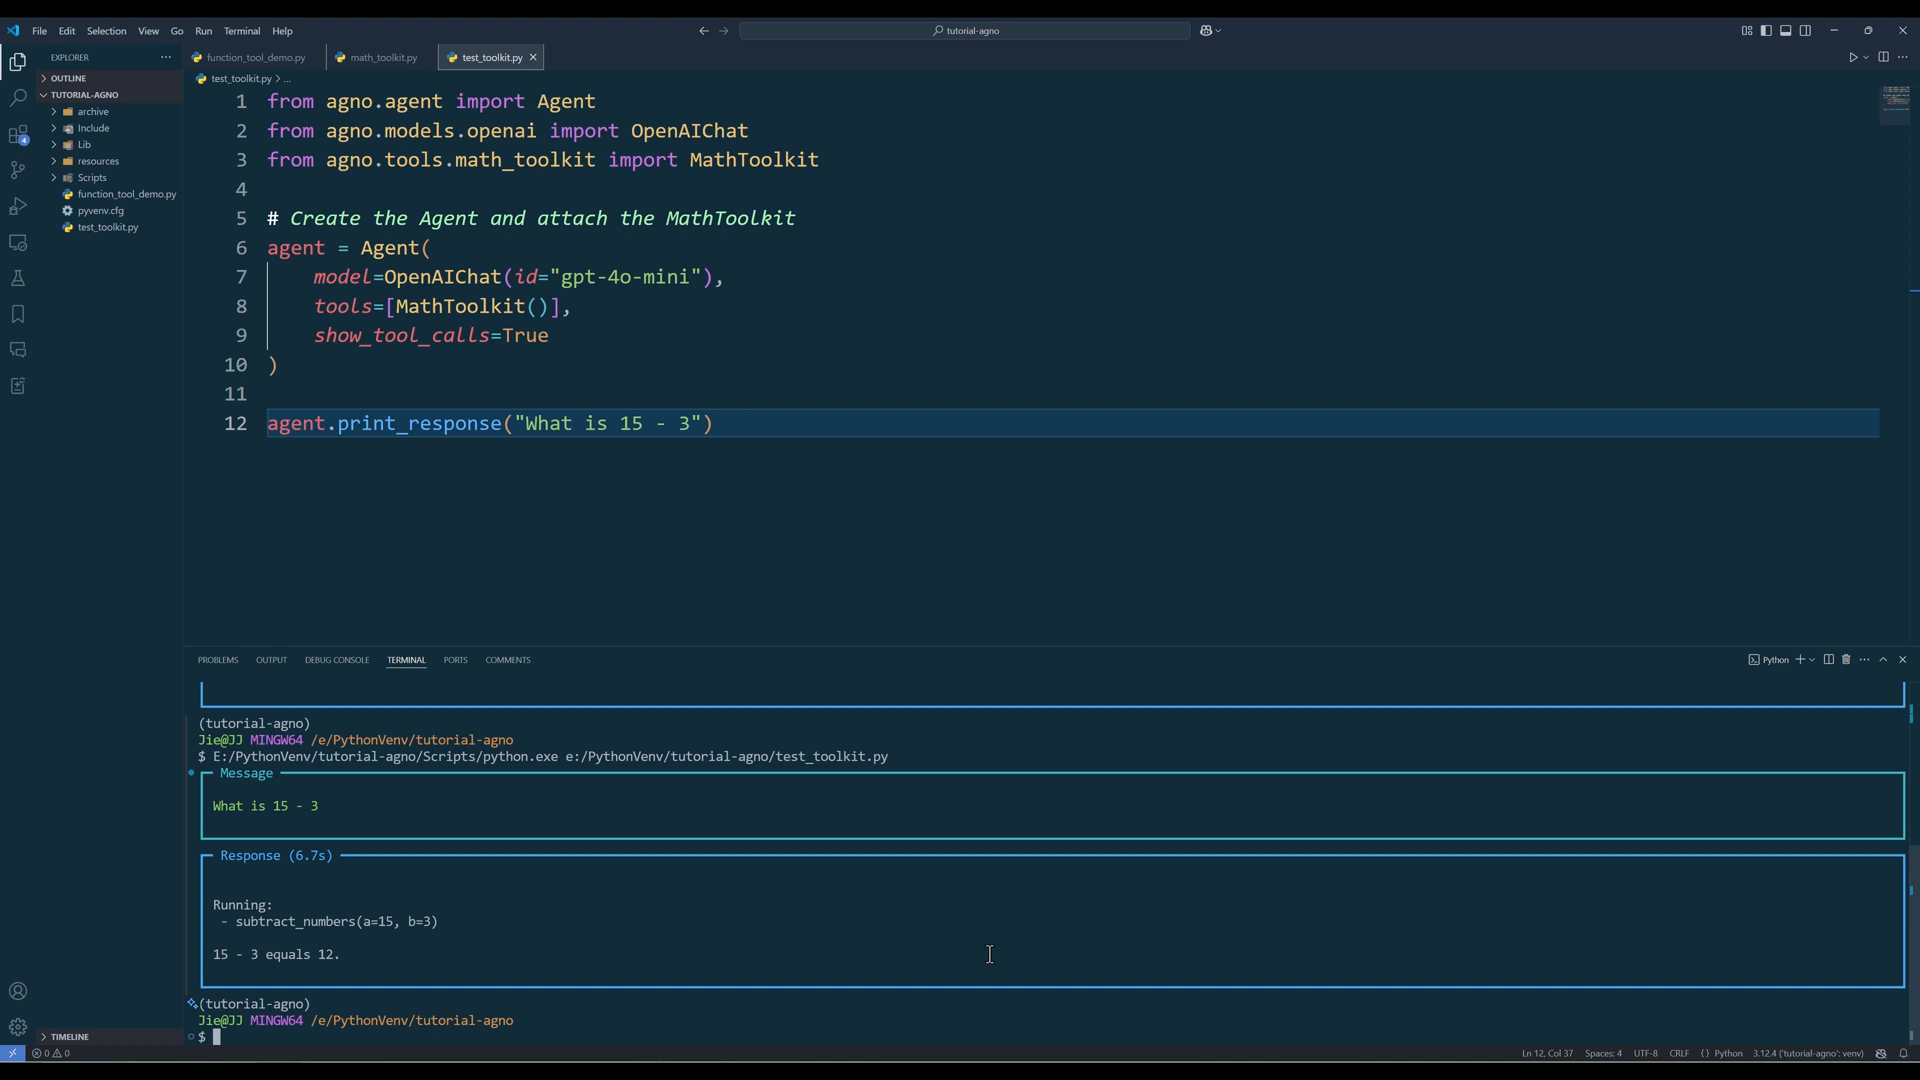 File Edit Selection View Go Run Terminal Help
tutorial-agno
EXPLORER
OUTLINE
TUTORIAL-AGNO
archive
Include
Lib
resources
Scripts
function_tool_demo.py
pyvenv.cfg
test_toolkit.py
TIMELINE
4
function_tool_demo.py
math_toolkit.py
test_toolkit.py
test_toolkit.py > ...
1 from agno.agent import Agent
2 from agno.models.openai import OpenAIChat
3 from agno.tools.math_toolkit import MathToolkit
4
5 # Create the Agent and attach the MathToolkit
6 agent = Agent(
7 model=OpenAIChat(id="gpt-4o-mini"),
8 tools=[MathToolkit()],
9 show_tool_calls=True
10 )
11
12 agent.print_response("What is 15 - 3")
PROBLEMS OUTPUT DEBUG CONSOLE TERMINAL PORTS COMMENTS
Python
(tutorial-agno)
Jie@JJ MINGW64 /e/PythonVenv/tutorial-agno
$ E:/PythonVenv/tutorial-agno/Scripts/python.exe e:/PythonVenv/tutorial-agno/test_toolkit.py
Message
What is 15 - 3
Response (6.7s)
Running:
- subtract_numbers(a=15, b=3)
15 - 3 equals 12.
(tutorial-agno)
Jie@JJ MINGW64 /e/PythonVenv/tutorial-agno
$
0 0
Ln 12, Col 37 Spaces: 4 UTF-8 CRLF {} Python 3.12.4 ('tutorial-agno': venv)